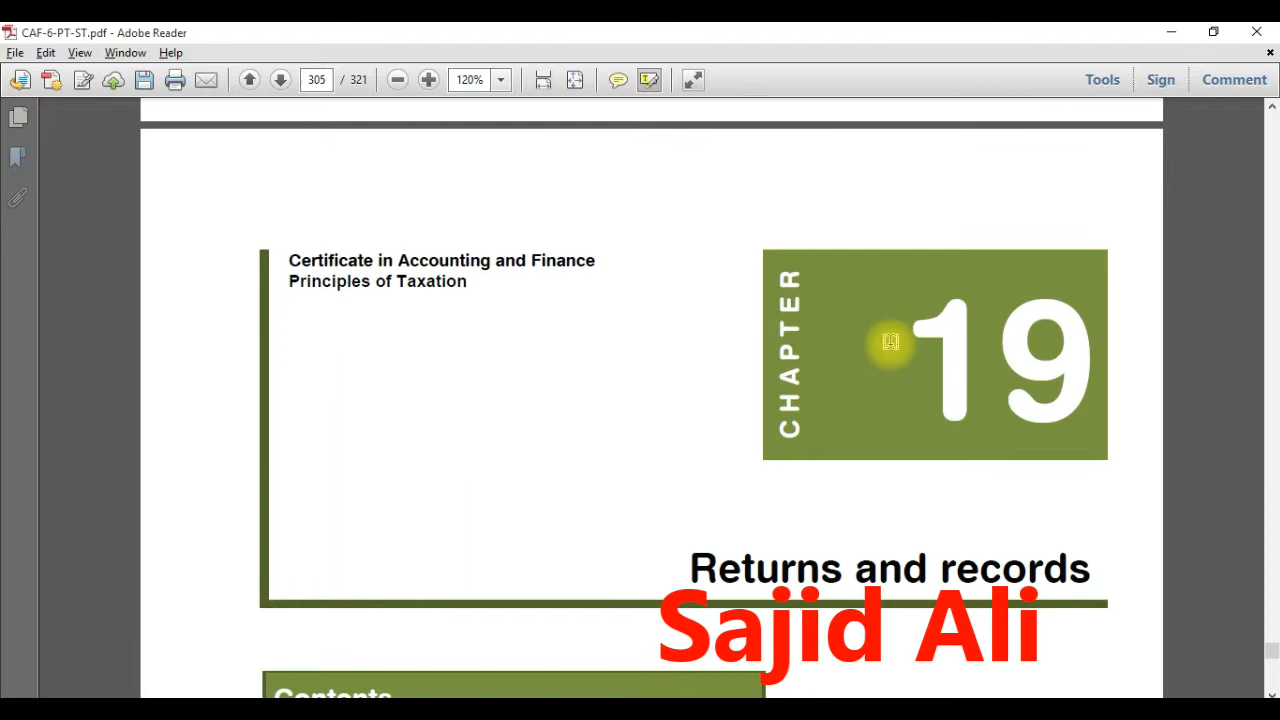 CAF-6-PT-ST.pdf - Adobe Reader
File Edit View Window Help
305 / 321 120% Tools Sign Comment
Certificate in Accounting and Finance
Principles of Taxation
CHAPTER 19
Returns and records
Sajid Ali
Contents